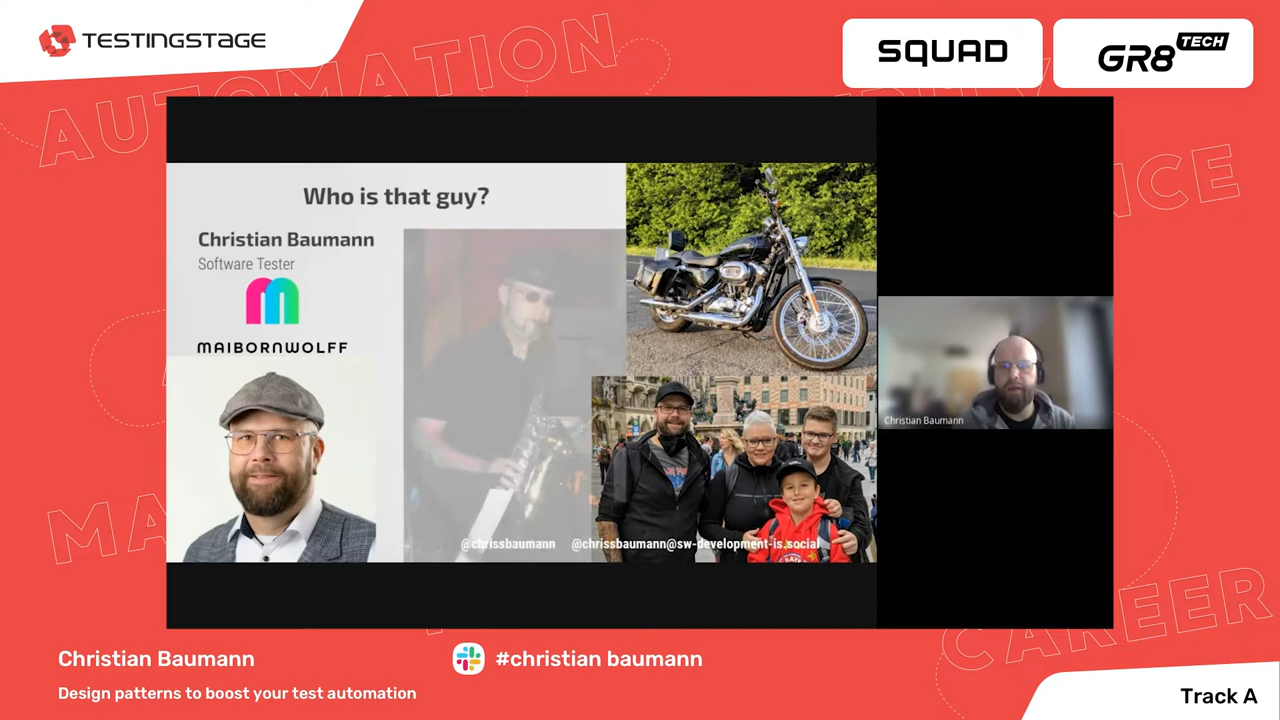 TESTINGSTAGE
SQUAD
GR8 TECH
AUTOMATION
Who is that guy?
Christian Baumann
Software Tester
MAIBORNWOLFF
@chrissbaumann
@chrissbaumann@sw-development-is.social
Christian Baumann
MA
CAREER
Christian Baumann
#christian baumann
Design patterns to boost your test automation
Track A